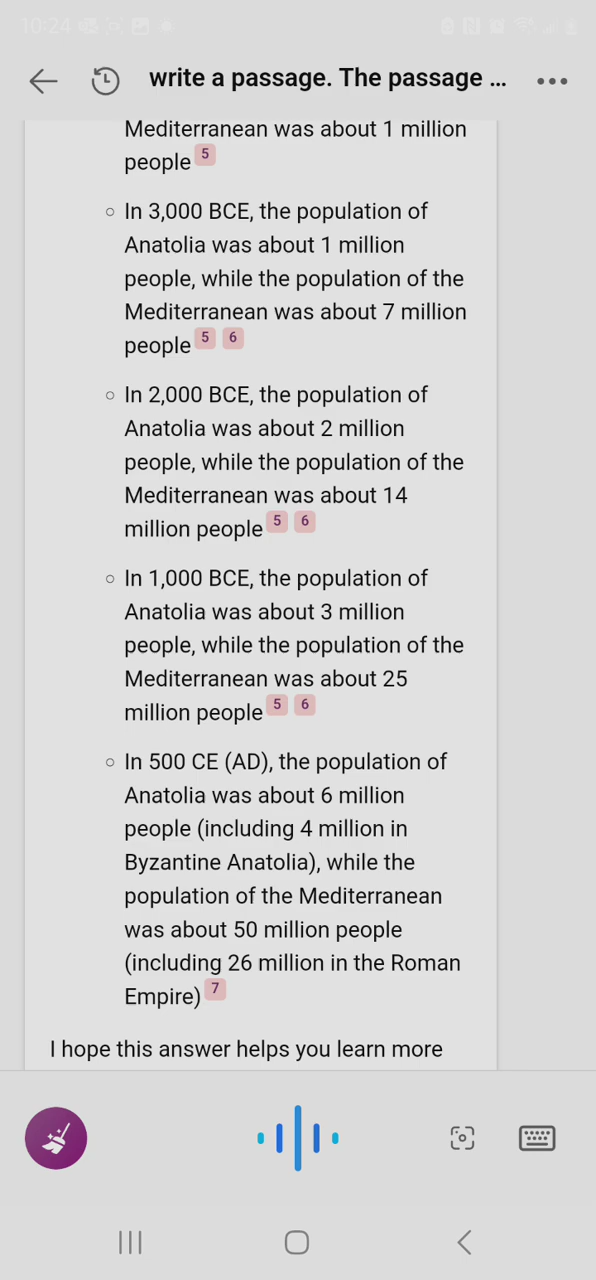 10:24
write a passage. The passage ...
Mediterranean was about 1 million
people 5
○ In 3,000 BCE, the population of
Anatolia was about 1 million
people, while the population of the
Mediterranean was about 7 million
people 5 6
○ In 2,000 BCE, the population of
Anatolia was about 2 million
people, while the population of the
Mediterranean was about 14
million people 5 6
○ In 1,000 BCE, the population of
Anatolia was about 3 million
people, while the population of the
Mediterranean was about 25
million people 5 6
○ In 500 CE (AD), the population of
Anatolia was about 6 million
people (including 4 million in
Byzantine Anatolia), while the
population of the Mediterranean
was about 50 million people
(including 26 million in the Roman
Empire) 7
I hope this answer helps you learn more